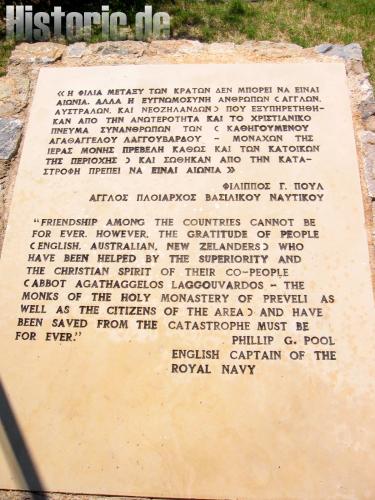 Historic.de
« Η ΦΙΛΙΑ ΜΕΤΑΞΥ ΤΩΝ ΚΡΑΤΩΝ ΔΕΝ ΜΠΟΡΕΙ ΝΑ ΕΙΝΑΙ
ΑΙΩΝΙΑ. ΑΛΛΑ Η ΕΥΓΝΩΜΟΣΥΝΗ ΑΝΘΡΩΠΩΝ (ΑΓΓΛΩΝ,
ΑΥΣΤΡΑΛΩΝ, ΚΑΙ ΝΕΟΖΗΛΑΝΔΩΝ) ΠΟΥ ΕΞΥΠΗΡΕΤΗΘΗ-
ΚΑΝ ΑΠΟ ΤΗΝ ΑΝΩΤΕΡΟΤΗΤΑ ΚΑΙ ΤΟ ΧΡΙΣΤΙΑΝΙΚΟ
ΠΝΕΥΜΑ ΣΥΝΑΝΘΡΩΠΩΝ ΤΩΝ (ΚΑΘΗΓΟΥΜΕΝΟΥ
ΑΓΑΘΑΓΓΕΛΟΥ ΛΑΓΓΟΥΒΑΡΔΟΥ - ΜΟΝΑΧΩΝ ΤΗΣ
ΙΕΡΑΣ ΜΟΝΗΣ ΠΡΕΒΕΛΗ ΚΑΘΩΣ ΚΑΙ ΤΩΝ ΚΑΤΟΙΚΩΝ
ΤΗΣ ΠΕΡΙΟΧΗΣ) ΚΑΙ ΣΩΘΗΚΑΝ ΑΠΟ ΤΗΝ ΚΑΤΑ-
ΣΤΡΟΦΗ ΠΡΕΠΕΙ ΝΑ ΕΙΝΑΙ ΑΙΩΝΙΑ »
ΦΙΛΙΠΠΟΣ Γ. ΠΟΥΛ
ΑΓΓΛΟΣ ΠΛΟΙΑΡΧΟΣ ΒΑΣΙΛΙΚΟΥ ΝΑΥΤΙΚΟΥ
"FRIENDSHIP AMONG THE COUNTRIES CANNOT BE
FOR EVER. HOWEVER, THE GRATITUDE OF PEOPLE
(ENGLISH, AUSTRALIAN, NEW ZELANDERS) WHO
HAVE BEEN HELPED BY THE SUPERIORITY AND
THE CHRISTIAN SPIRIT OF THEIR CO-PEOPLE
(ABBOT AGATHAGGELOS LAGGOUVARDOS - THE
MONKS OF THE HOLY MONASTERY OF PREVELI AS
WELL AS THE CITIZENS OF THE AREA) AND HAVE
BEEN SAVED FROM THE CATASTROPHE MUST BE
FOR EVER."
PHILLIP G. POOL
ENGLISH CAPTAIN OF THE
ROYAL NAVY